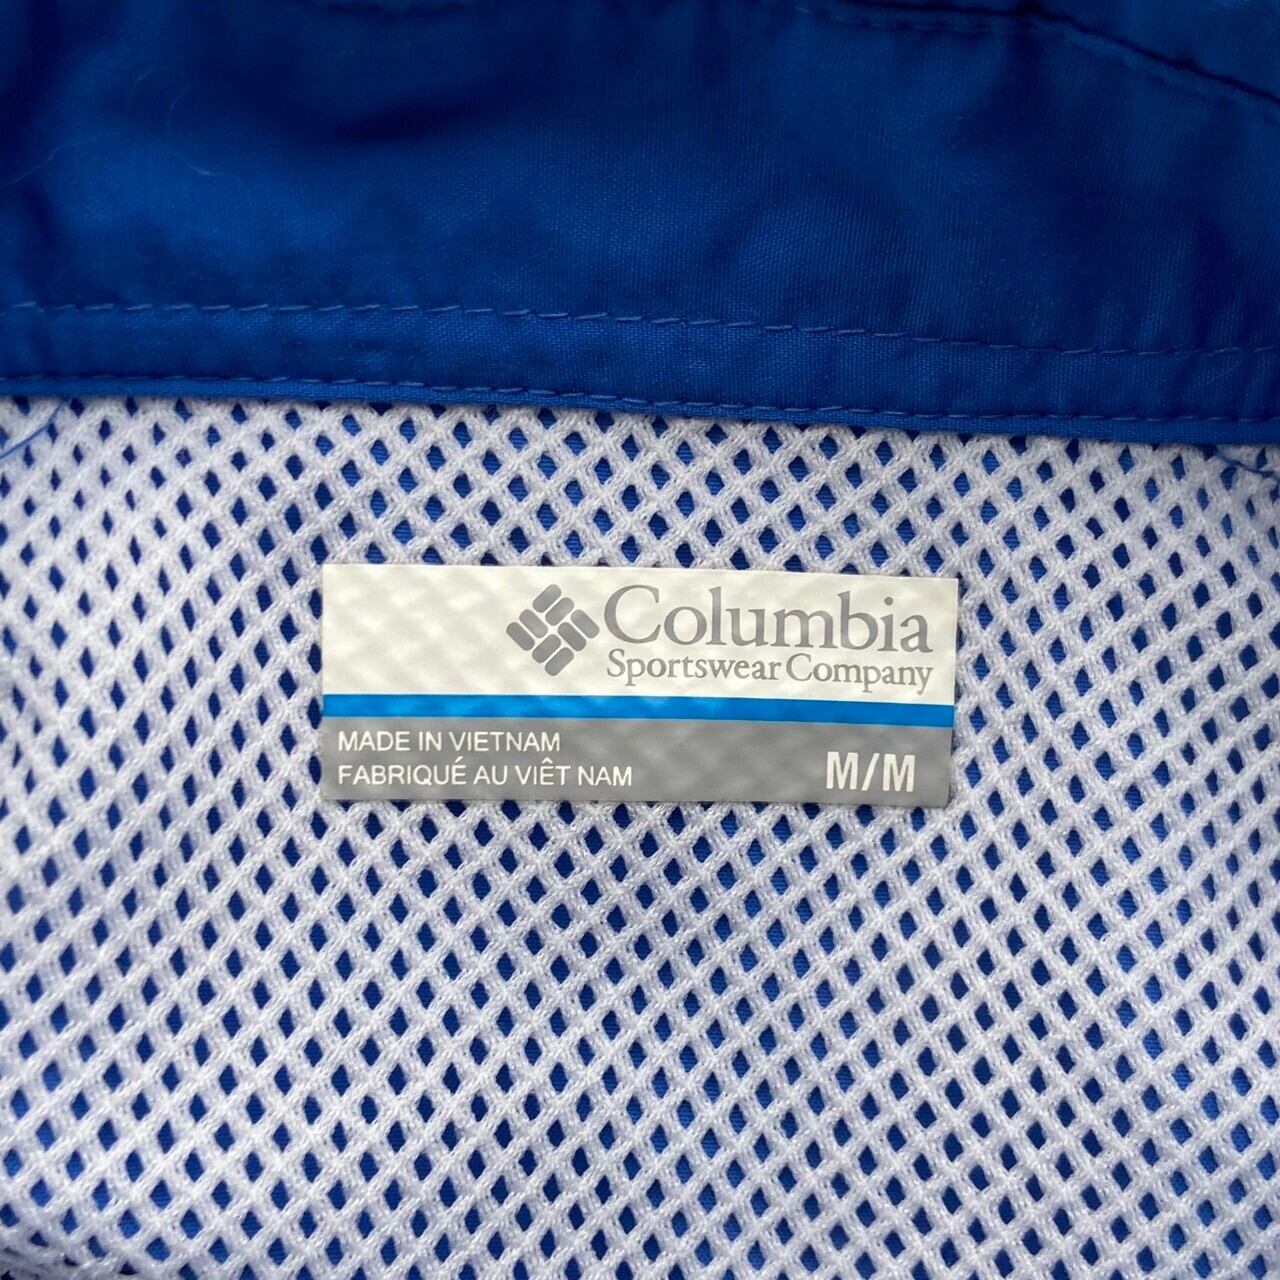 Columbia
Sportswear Company
MADE IN VIETNAM
FABRIQUÉ AU VIÊT NAM
M/M